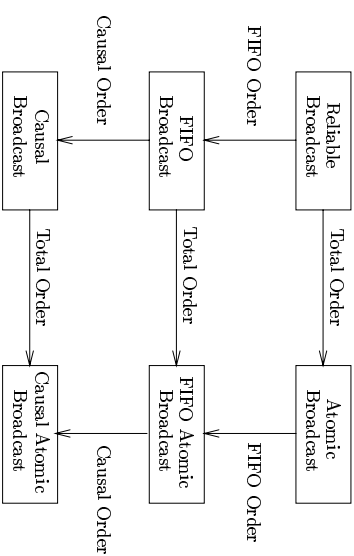 Reliable
Broadcast
Total Order
Atomic
Broadcast
FIFO Order
FIFO Order
FIFO
Broadcast
Total Order
FIFO Atomic
Broadcast
Causal Order
Causal Order
Causal
Broadcast
Total Order
Causal Atomic
Broadcast